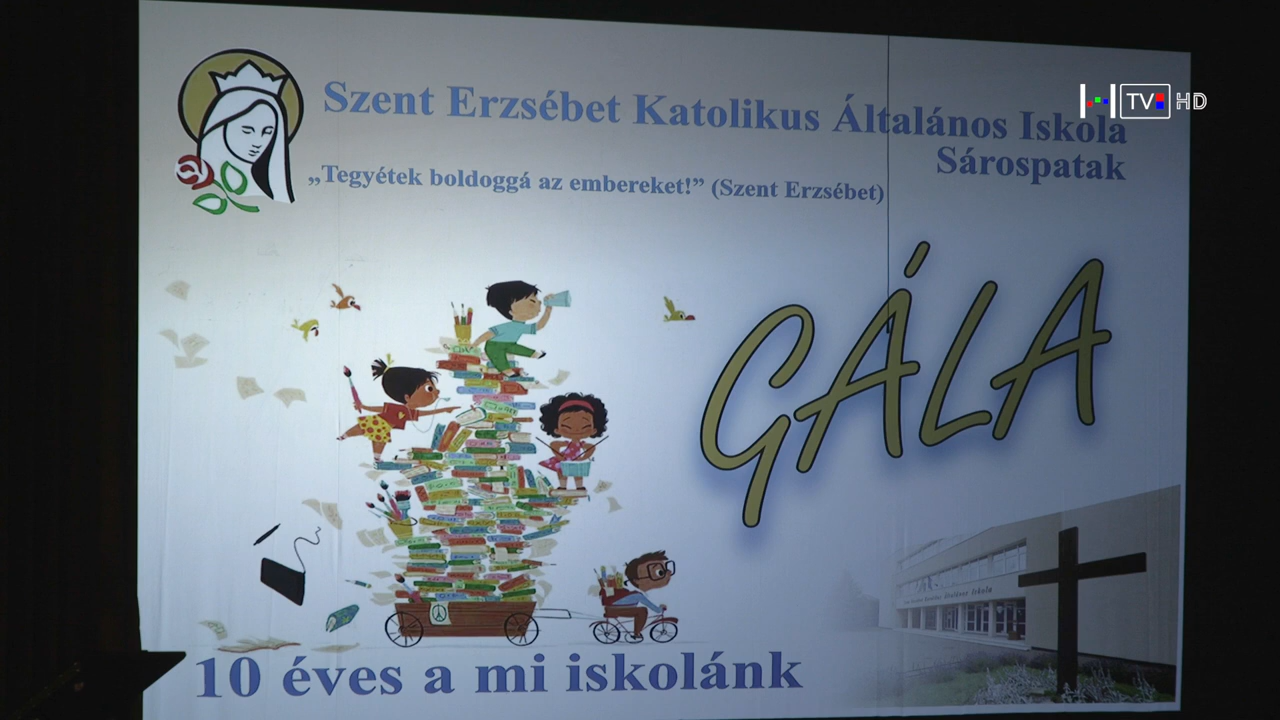 Szent Erzsébet Katolikus Általános Iskola
Sárospatak
„Tegyétek boldoggá az embereket!” (Szent Erzsébet)
GÁLA
10 éves a mi iskolánk
TV HD